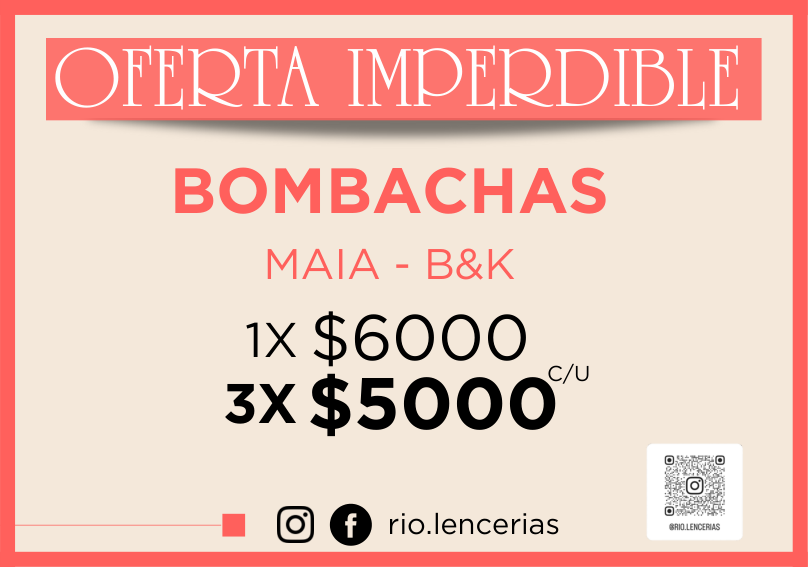 OFERTA IMPERDIBLE
BOMBACHAS
MAIA - B&K
1X $6000
3X $5000 C/U
rio.lencerias
@RIO.LENCERIAS